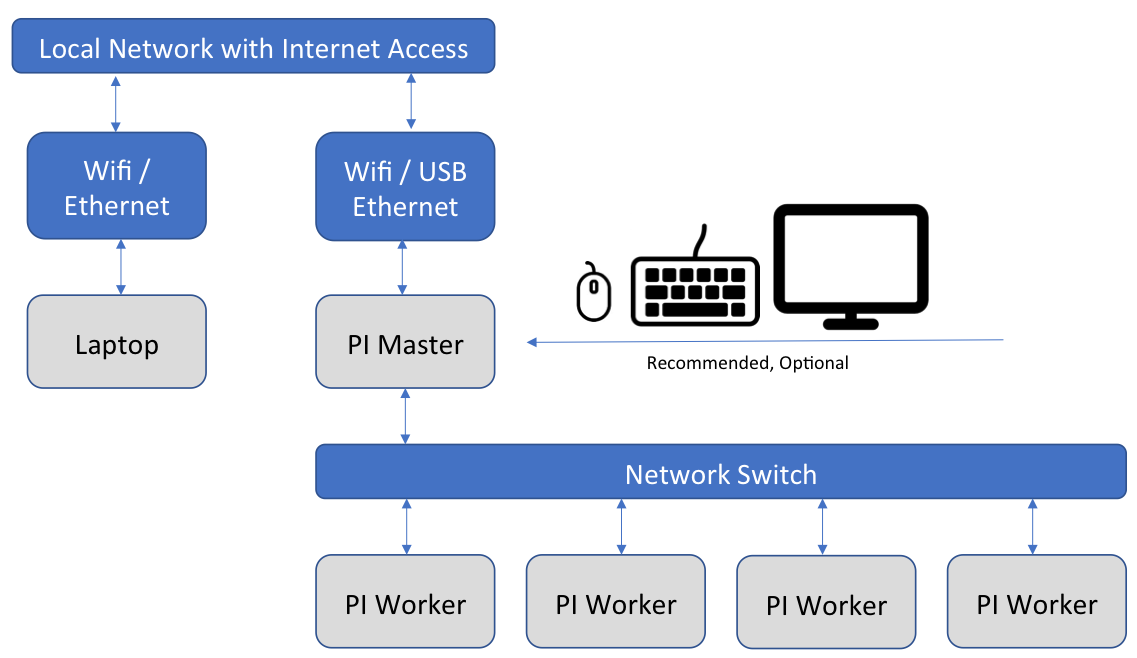 Local Network with Internet Access
Wifi /
Ethernet
Wifi / USB
Ethernet
Laptop
PI Master
Recommended, Optional
Network Switch
PI Worker
PI Worker
PI Worker
PI Worker